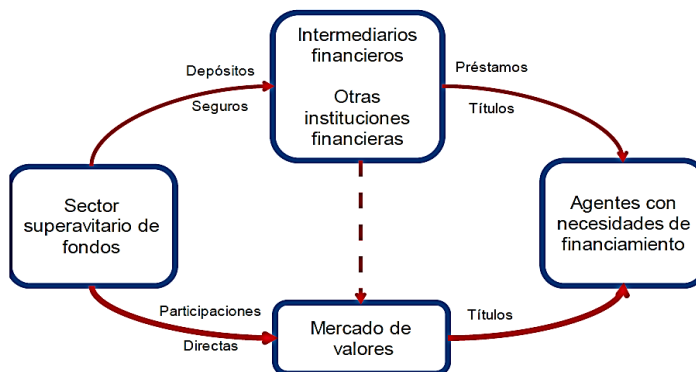 Intermediarios
financieros
Otras
instituciones
financieras
Depósitos
Seguros
Préstamos
Títulos
Sector
superavitario de
fondos
Agentes con
necesidades de
financiamiento
Participaciones
Directas
Mercado de
valores
Títulos